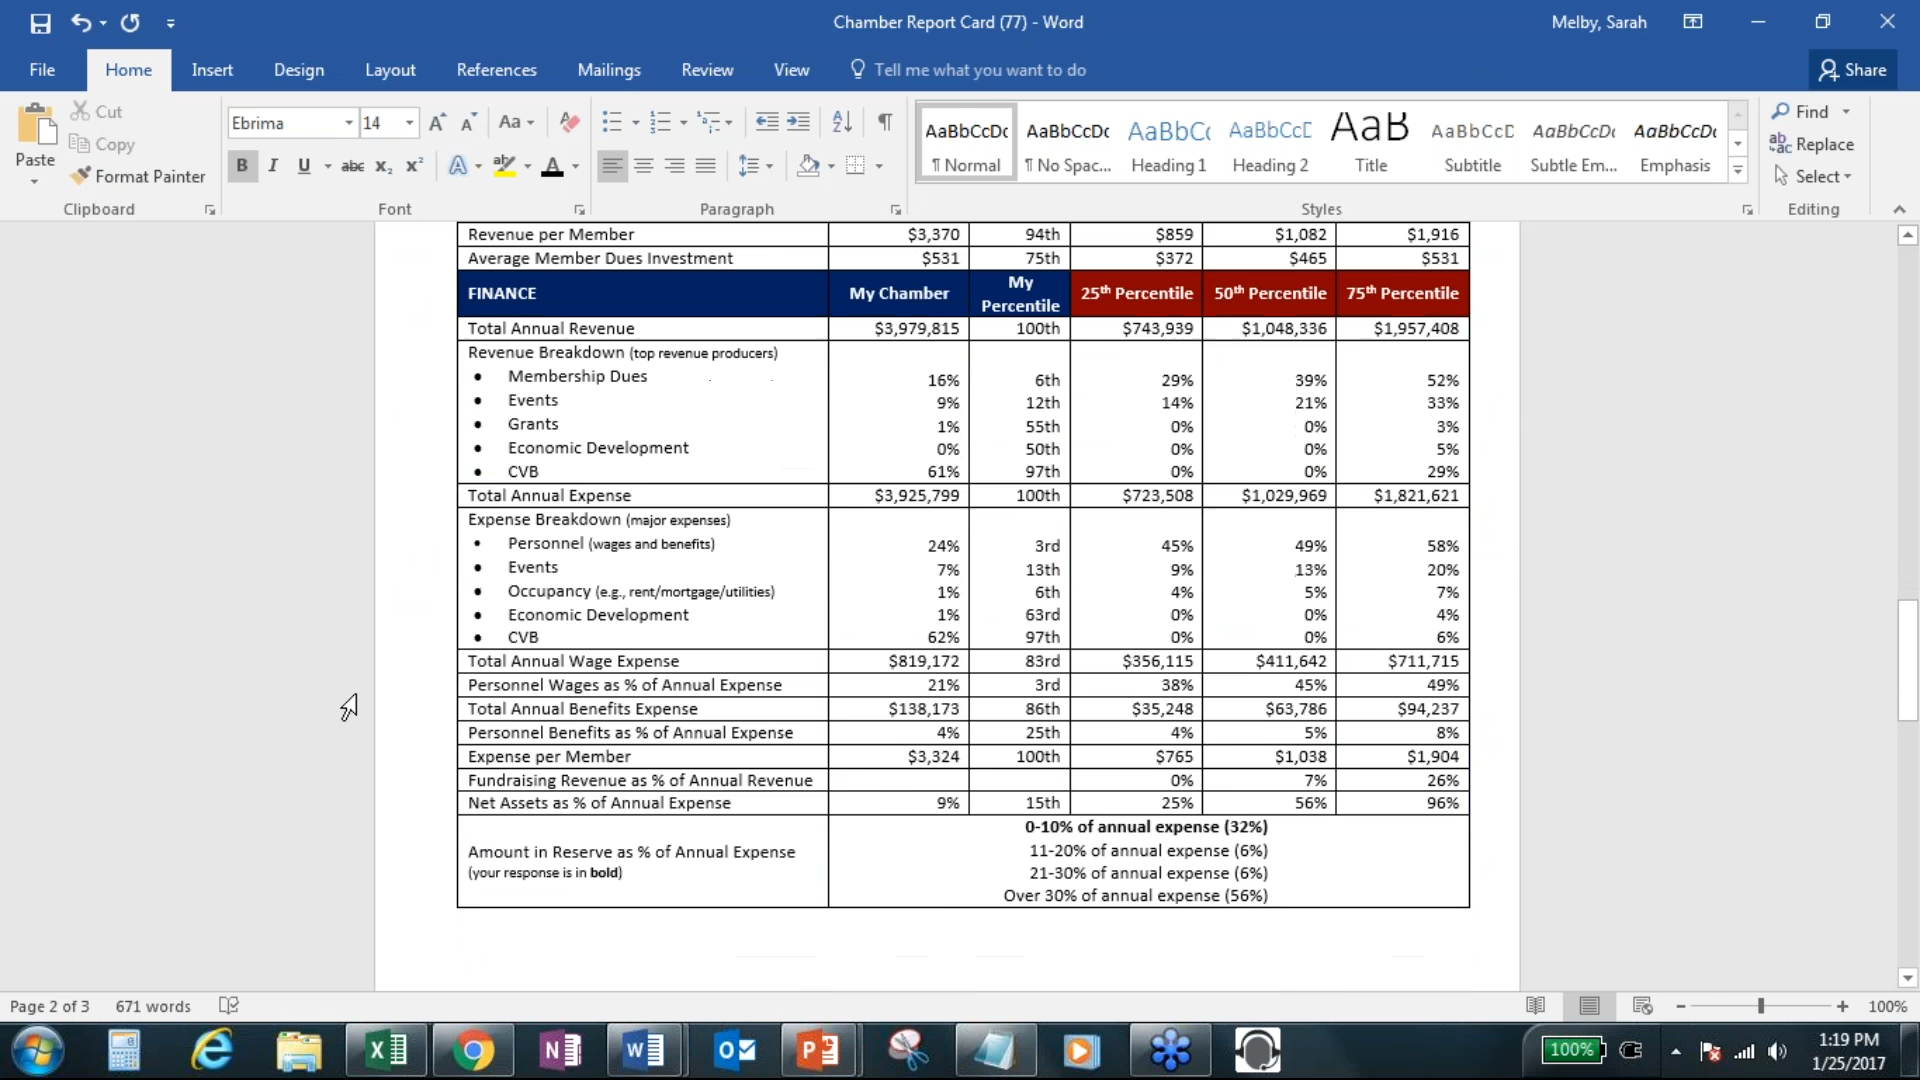 Chamber Report Card (77) - Word
Melby, Sarah
File Home Insert Design Layout References Mailings Review View Tell me what you want to do Share
Paste
Cut
Copy
Format Painter
Clipboard
Ebrima 14
Aa
B I U abc x₂ x² A ab A
Font
Paragraph
AaBbCcDc AaBbCcDc AaBbCc AaBbCcD AaB AaBbCcD AaBbCcDc AaBbCcDc
¶ Normal ¶ No Spac... Heading 1 Heading 2 Title Subtitle Subtle Em... Emphasis
Styles
Find
Replace
Select
Editing
Revenue per Member $3,370 94th $859 $1,082 $1,916
Average Member Dues Investment $531 75th $372 $465 $531
FINANCE My Chamber My Percentile 25th Percentile 50th Percentile 75th Percentile
Total Annual Revenue $3,979,815 100th $743,939 $1,048,336 $1,957,408
Revenue Breakdown (top revenue producers)
• Membership Dues 16% 6th 29% 39% 52%
• Events 9% 12th 14% 21% 33%
• Grants 1% 55th 0% 0% 3%
• Economic Development 0% 50th 0% 0% 5%
• CVB 61% 97th 0% 0% 29%
Total Annual Expense $3,925,799 100th $723,508 $1,029,969 $1,821,621
Expense Breakdown (major expenses)
• Personnel (wages and benefits) 24% 3rd 45% 49% 58%
• Events 7% 13th 9% 13% 20%
• Occupancy (e.g., rent/mortgage/utilities) 1% 6th 4% 5% 7%
• Economic Development 1% 63rd 0% 0% 4%
• CVB 62% 97th 0% 0% 6%
Total Annual Wage Expense $819,172 83rd $356,115 $411,642 $711,715
Personnel Wages as % of Annual Expense 21% 3rd 38% 45% 49%
Total Annual Benefits Expense $138,173 86th $35,248 $63,786 $94,237
Personnel Benefits as % of Annual Expense 4% 25th 4% 5% 8%
Expense per Member $3,324 100th $765 $1,038 $1,904
Fundraising Revenue as % of Annual Revenue 0% 7% 26%
Net Assets as % of Annual Expense 9% 15th 25% 56% 96%
Amount in Reserve as % of Annual Expense
(your response is in bold)
0-10% of annual expense (32%)
11-20% of annual expense (6%)
21-30% of annual expense (6%)
Over 30% of annual expense (56%)
Page 2 of 3 671 words 100%
100% 1:19 PM
1/25/2017